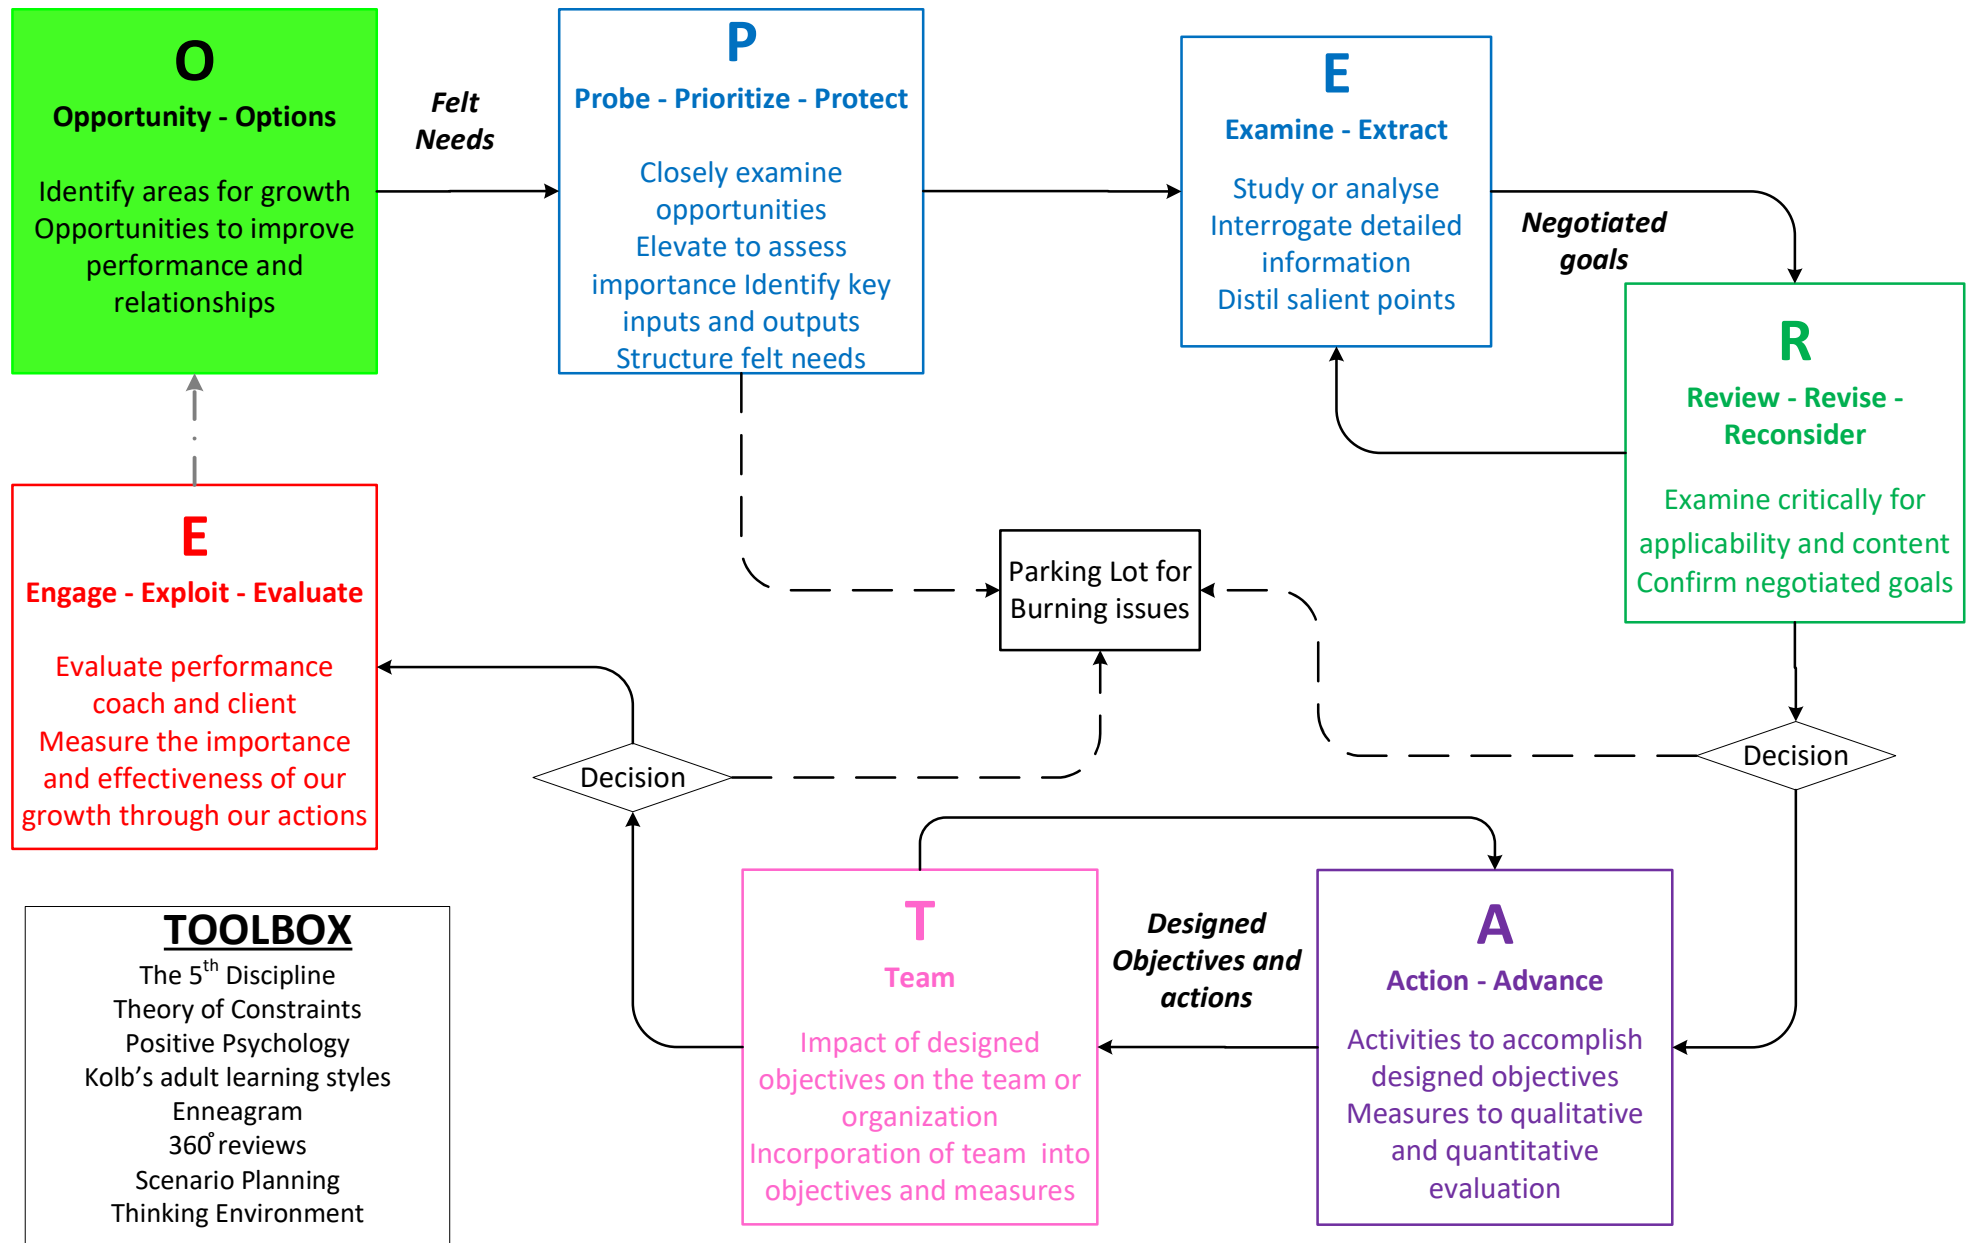 O
Opportunity - Options
Identify areas for growth
Opportunities to improve
performance and
relationships
Felt
Needs
P
Probe - Prioritize - Protect
Closely examine
opportunities
Elevate to assess
importance Identify key
inputs and outputs
Structure felt needs
E
Examine - Extract
Study or analyse
Interrogate detailed
information
Distil salient points
Negotiated
goals
R
Review - Revise -
Reconsider
Examine critically for
applicability and content
Confirm negotiated goals
Parking Lot for
Burning issues
E
Engage - Exploit - Evaluate
Evaluate performance
coach and client
Measure the importance
and effectiveness of our
growth through our actions
Decision
Decision
T
Team
Impact of designed
objectives on the team or
organization
Incorporation of team  into
objectives and measures
Designed
Objectives and
actions
A
Action - Advance
Activities to accomplish
designed objectives
Measures to qualitative
and quantitative
evaluation
TOOLBOX
The 5th Discipline
Theory of Constraints
Positive Psychology
Kolb’s adult learning styles
Enneagram
360° reviews
Scenario Planning
Thinking Environment